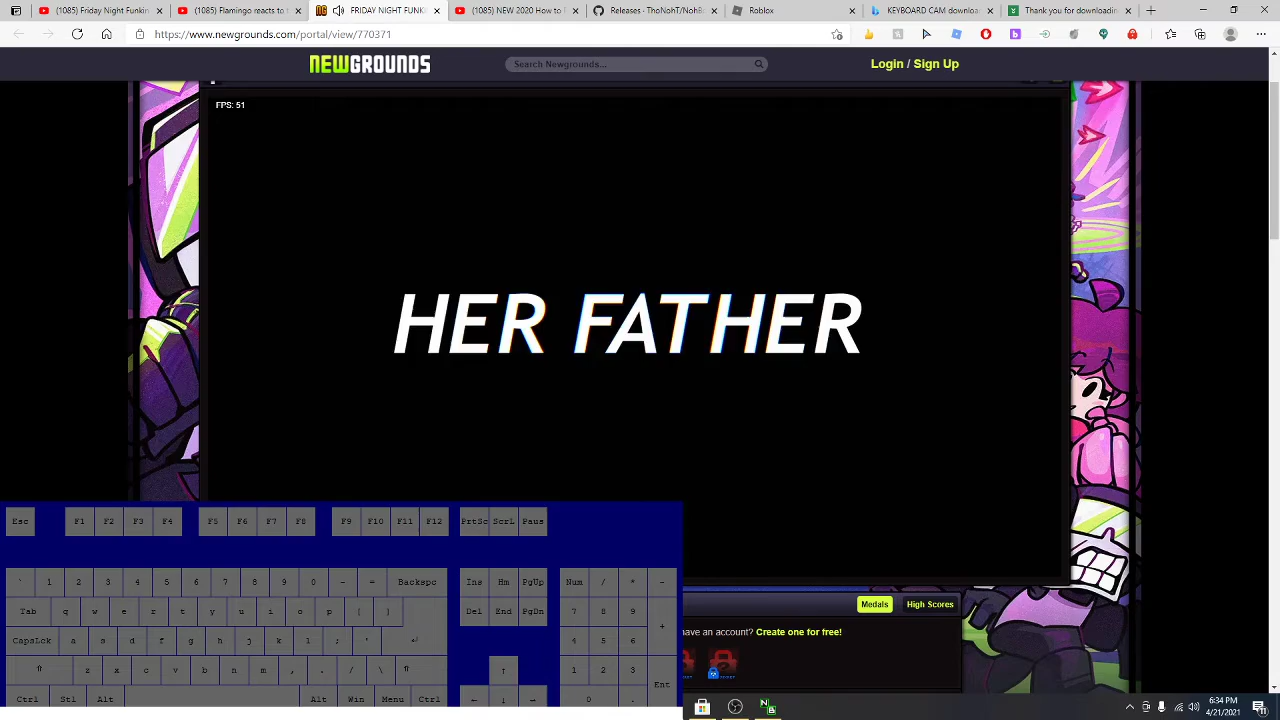 (1085) Friday Night Funkin
(1085) Flamingo reacts to
FRIDAY NIGHT FUNK
(1085) NEW 2020 How to
Releases · ThoNohT/NohB
Roblox
KEYBOARD CAM downloa
Thank you for downloadin
https://www.newgrounds.com/portal/view/770371
NEWGROUNDS
Search Newgrounds...
Login / Sign Up
FPS: 51
HER FATHER
Esc F1 F2 F3 F4 F5 F6 F7 F8 F9 F10 F11 F12 PrtSc ScrL Paus
` 1 2 3 4 5 6 7 8 9 0 - BackSp Ins Hm PgUp Num / * -
Tab q w e r t y u i o p ] Del End PgDn 7 8 9 +
CapsLck a s d f g h j k l ; ' ↵ 4 5 6
⇧ z x c v b n m , . / \ ⇧ ↑ 1 2 3 Ent
Ctrl Stl Alt Alt Win Menu Ctrl ← ↓ → 0 .
Medals
High Scores
have an account? Create one for free!
6:34 PM
4/21/2021